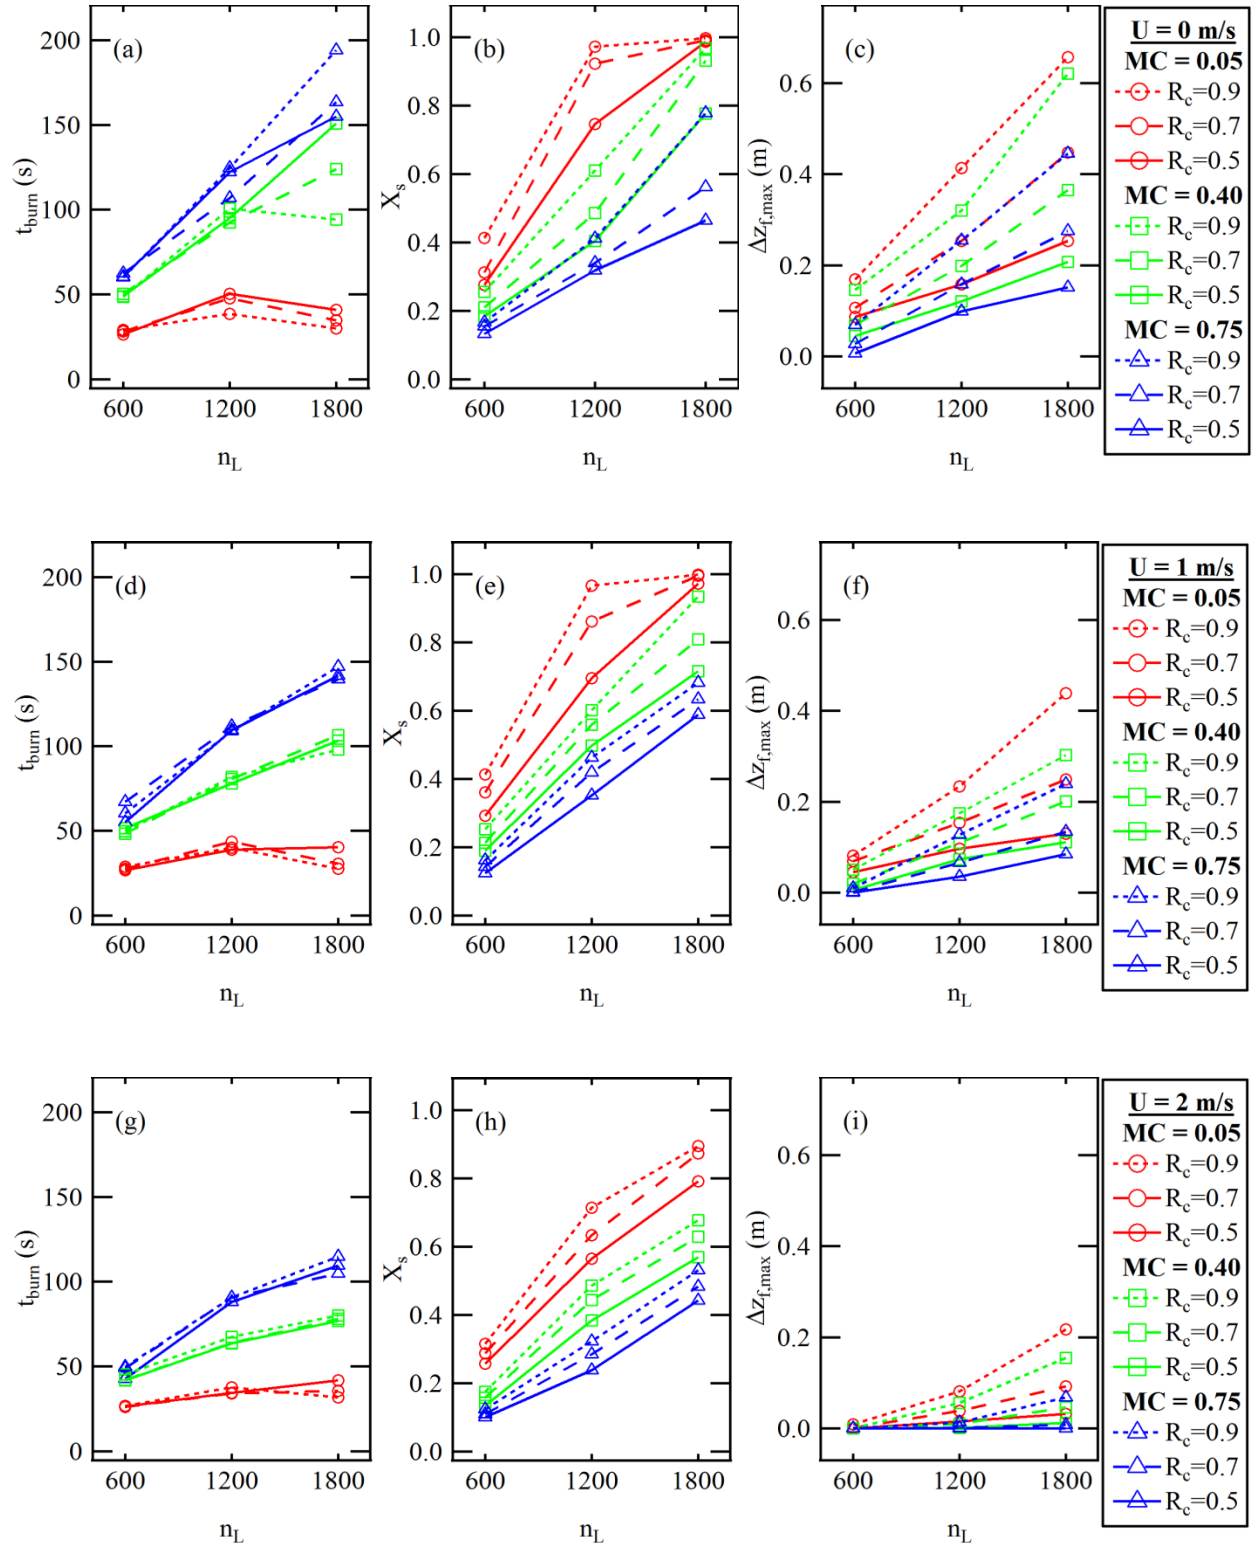 (a)
t_burn (s)
200
150
100
50
0
600 1200 1800
n_L
(b)
X_s
1.0
0.8
0.6
0.4
0.2
0.0
600 1200 1800
n_L
(c)
Δz_f,max (m)
0.6
0.4
0.2
0.0
600 1200 1800
n_L
U = 0 m/s
MC = 0.05
R_c=0.9
R_c=0.7
R_c=0.5
MC = 0.40
R_c=0.9
R_c=0.7
R_c=0.5
MC = 0.75
R_c=0.9
R_c=0.7
R_c=0.5
(d)
t_burn (s)
200
150
100
50
0
600 1200 1800
n_L
(e)
X_s
1.0
0.8
0.6
0.4
0.2
0.0
600 1200 1800
n_L
(f)
Δz_f,max (m)
0.6
0.4
0.2
0.0
600 1200 1800
n_L
U = 1 m/s
MC = 0.05
R_c=0.9
R_c=0.7
R_c=0.5
MC = 0.40
R_c=0.9
R_c=0.7
R_c=0.5
MC = 0.75
R_c=0.9
R_c=0.7
R_c=0.5
(g)
t_burn (s)
200
150
100
50
0
600 1200 1800
n_L
(h)
X_s
1.0
0.8
0.6
0.4
0.2
0.0
600 1200 1800
n_L
(i)
Δz_f,max (m)
0.6
0.4
0.2
0.0
600 1200 1800
n_L
U = 2 m/s
MC = 0.05
R_c=0.9
R_c=0.7
R_c=0.5
MC = 0.40
R_c=0.9
R_c=0.7
R_c=0.5
MC = 0.75
R_c=0.9
R_c=0.7
R_c=0.5